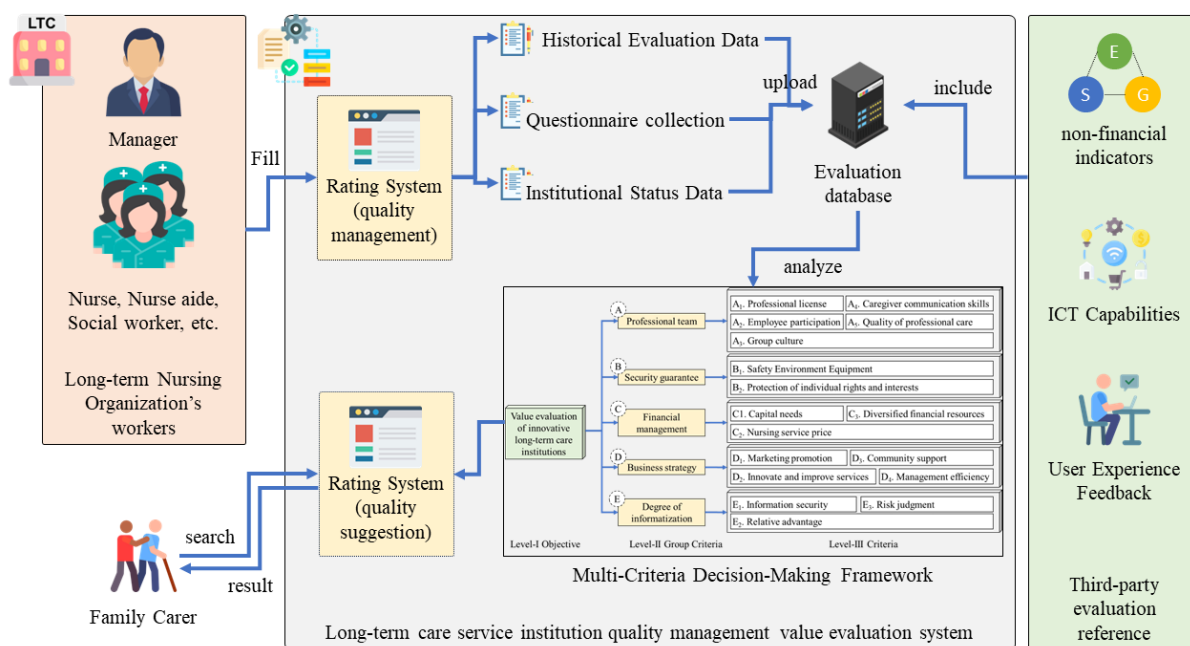 LTC
Manager
Nurse, Nurse aide,
Social worker, etc.
Long-term Nursing
Organization's
workers
Fill
Rating System
(quality
management)
Historical Evaluation Data
Questionnaire collection
Institutional Status Data
upload
Evaluation
database
include
analyze
E
S
G
non-financial
indicators
ICT Capabilities
User Experience
Feedback
Third-party
evaluation
reference
Rating System
(quality
suggestion)
search
result
Family Carer
Value evaluation
of innovative
long-term care
institutions
A
Professional team
A₁. Professional license
A₄. Caregiver communication skills
A₂. Employee participation
A₅. Quality of professional care
A₃. Group culture
B
Security guarantee
B₁. Safety Environment Equipment
B₂. Protection of individual rights and interests
C
Financial
management
C1. Capital needs
C₃. Diversified financial resources
C₂. Nursing service price
D
Business strategy
D₁. Marketing promotion
D₃. Community support
D₂. Innovate and improve services
D₄. Management efficiency
E
Degree of
informatization
E₁. Information security
E₃. Risk judgment
E₂. Relative advantage
Level-I Objective
Level-II Group Criteria
Level-III Criteria
Multi-Criteria Decision-Making Framework
Long-term care service institution quality management value evaluation system